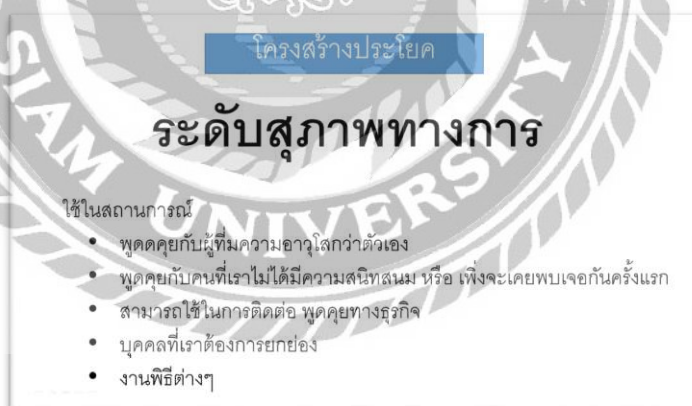 โครงสร้างประโยค
ระดับสุภาพทางการ
ใช้ในสถานการณ์
• พูดดคุยกับผู้ที่มความอาวุโสกว่าตัวเอง
• พูดคุยกับคนที่เราไม่ได้มีความสนิทสนม หรือ เพิ่งจะเคยพบเจอกันครั้งแรก
• สามารถใช้ในการติดต่อ พูดคุยทางธุรกิจ
• บุคคลที่เราต้องการยกย่อง
• งานพิธีต่างๆ
SIAM UNIVERSITY